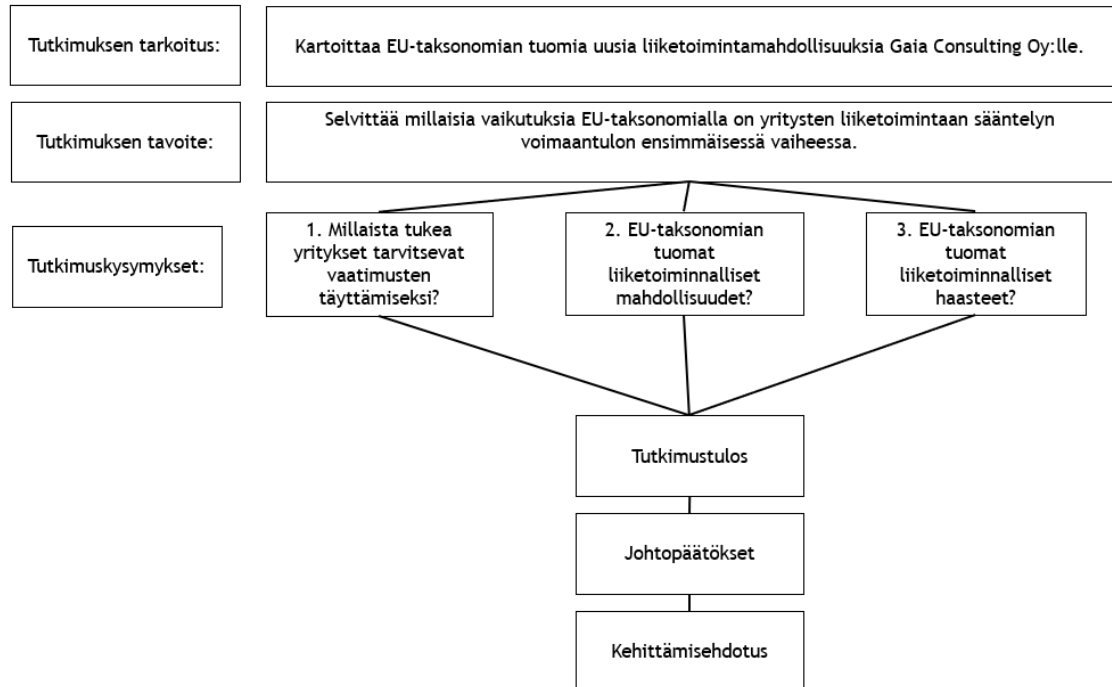 Tutkimuksen tarkoitus:
Kartoittaa EU-taksonomian tuomia uusia liiketoimintamahdollisuuksia Gaia Consulting Oy:lle.
Tutkimuksen tavoite:
Selvittää millaisia vaikutuksia EU-taksonomialla on yritysten liiketoimintaan sääntelyn
voimaantulon ensimmäisessä vaiheessa.
Tutkimuskysymykset:
1. Millaista tukea
yritykset tarvitsevat
vaatimusten
täyttämiseksi?
2. EU-taksonomian
tuomat
liiketoiminnalliset
mahdollisuudet?
3. EU-taksonomian
tuomat
liiketoiminnalliset
haasteet?
Tutkimustulos
Johtopäätökset
Kehittämisehdotus